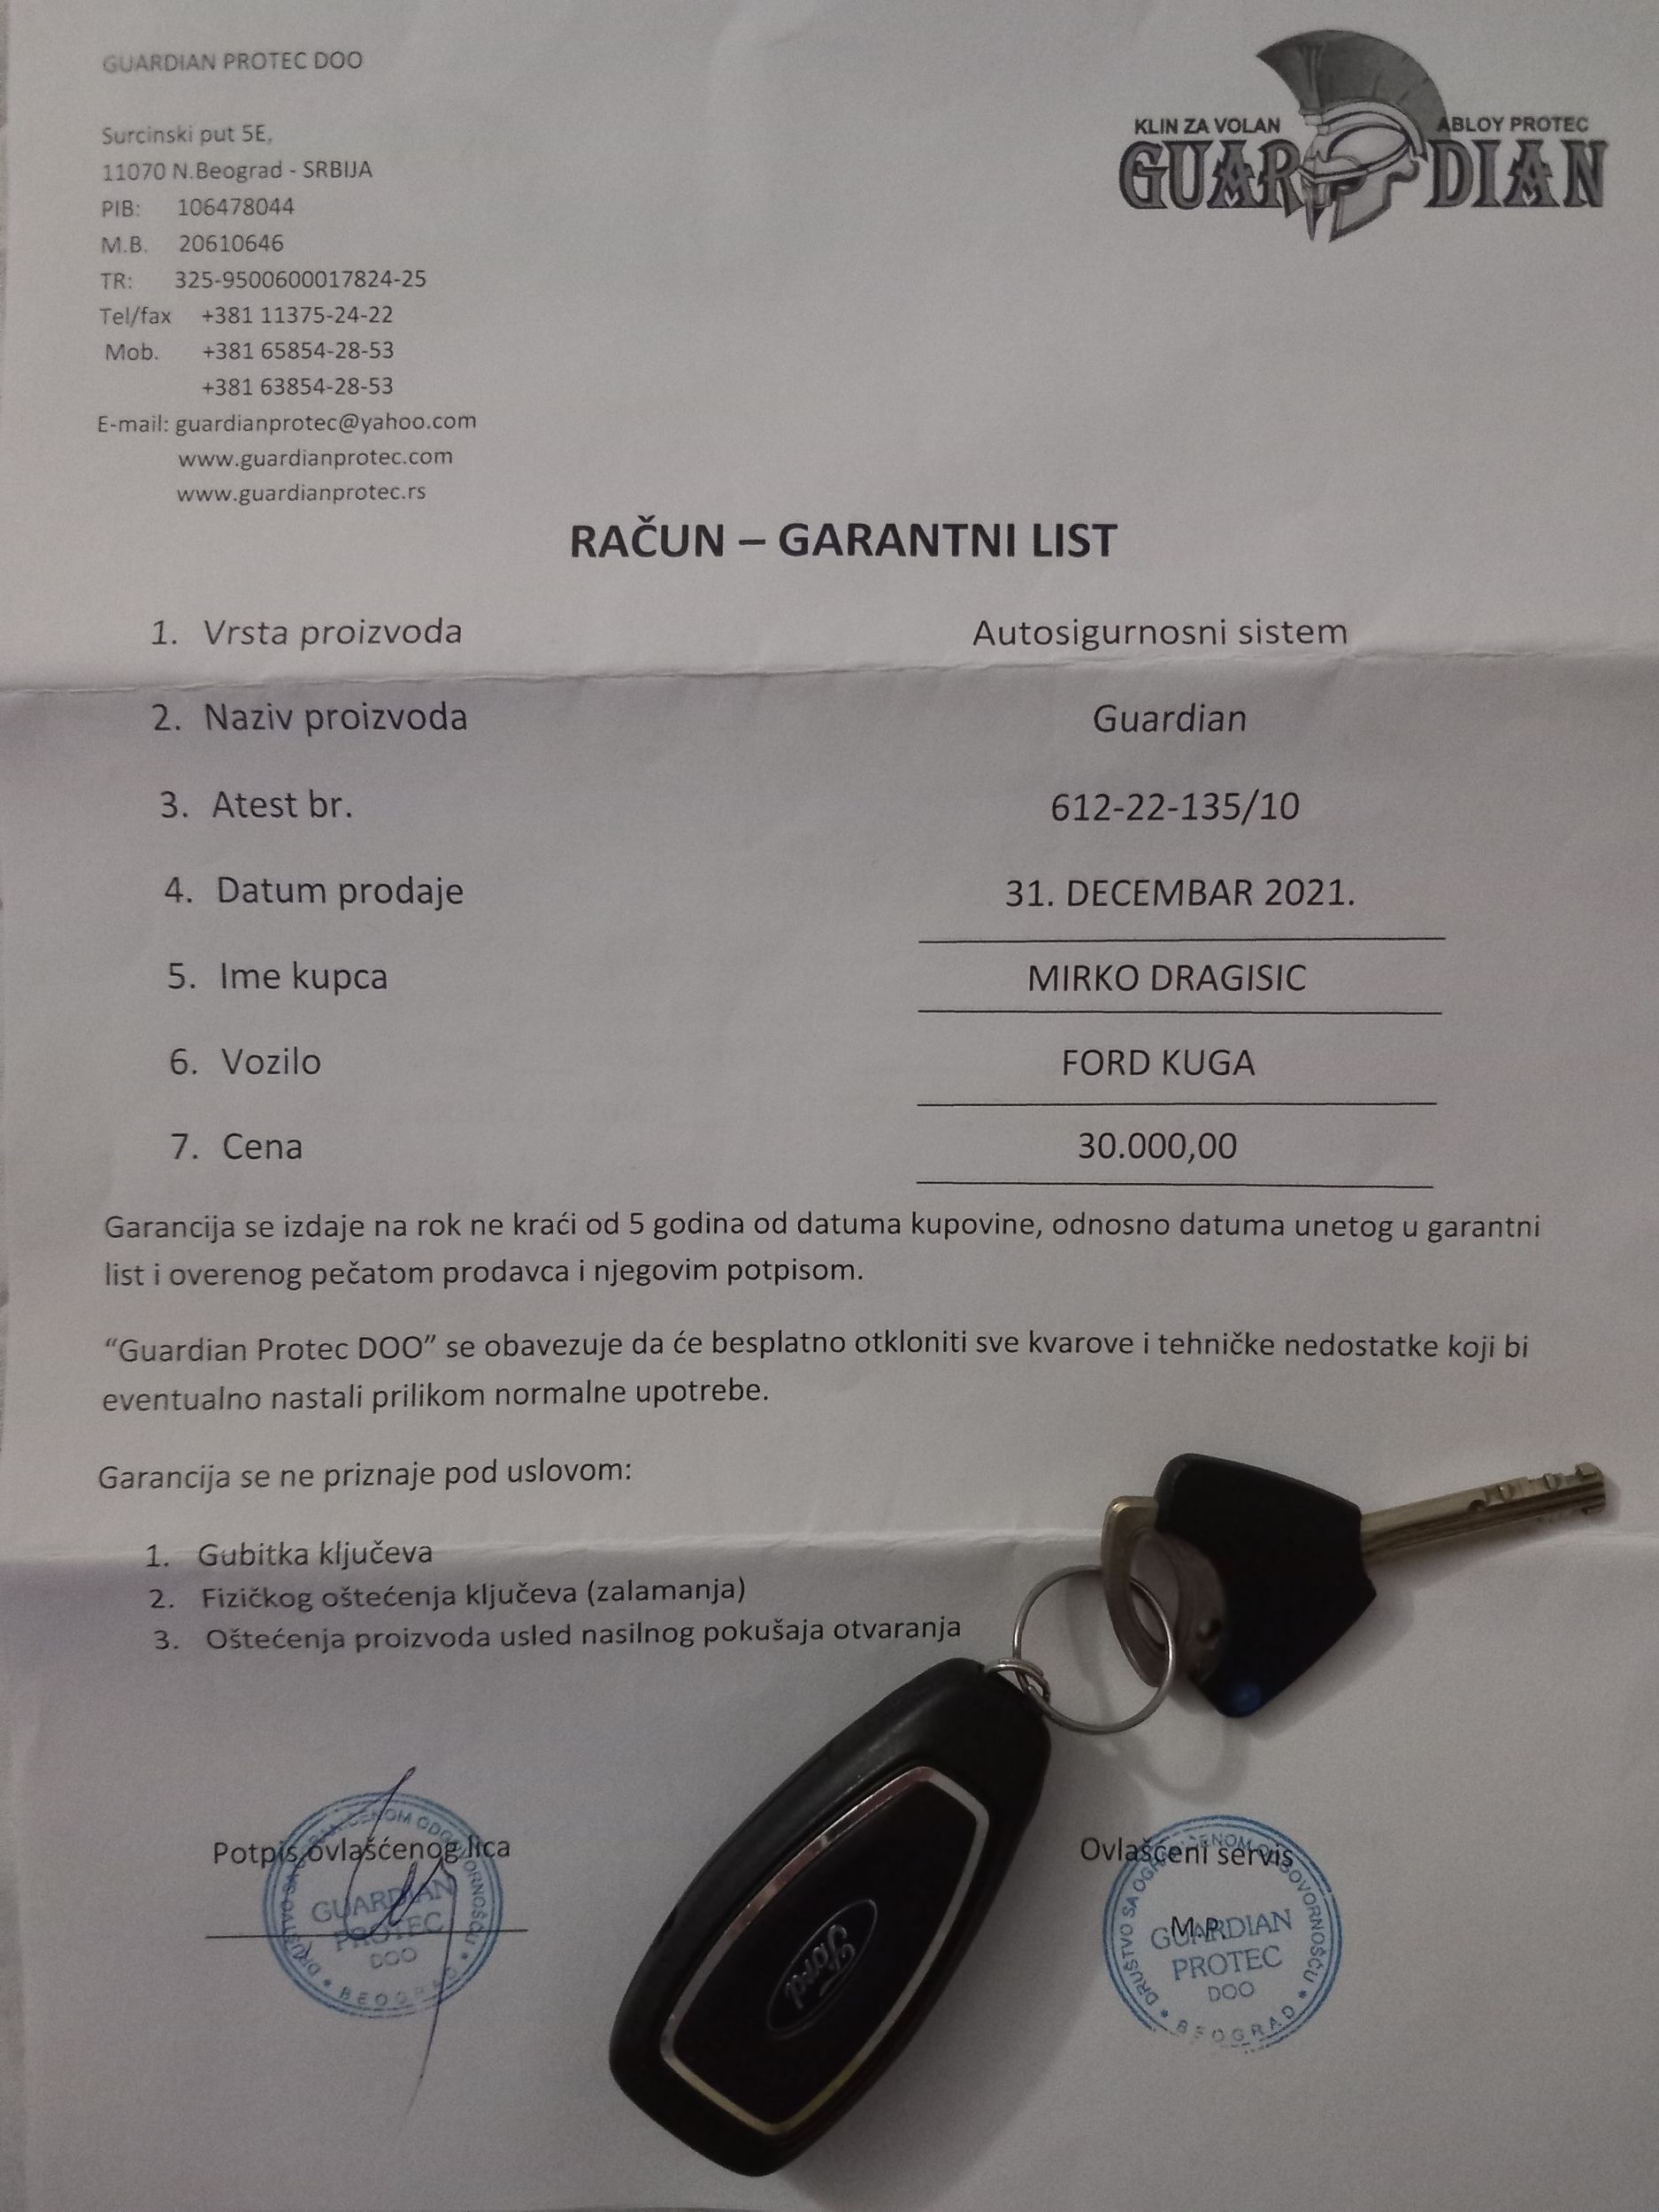 GUARDIAN PROTEC DOO
Surcinski put 5E,
11070 N.Beograd - SRBIJA
PIB: 106478044
M.B. 20610646
TR: 325-9500600017824-25
Tel/fax +381 11375-24-22
Mob. +381 65854-28-53
+381 63854-28-53
E-mail: guardianprotec@yahoo.com
www.guardianprotec.com
www.guardianprotec.rs
KLIN ZA VOLAN ABLOY PROTEC
GUARDIAN
RAČUN – GARANTNI LIST
1. Vrsta proizvoda Autosigurnosni sistem
2. Naziv proizvoda Guardian
3. Atest br. 612-22-135/10
4. Datum prodaje 31. DECEMBAR 2021.
5. Ime kupca MIRKO DRAGISIC
6. Vozilo FORD KUGA
7. Cena 30.000,00
Garancija se izdaje na rok ne kraći od 5 godina od datuma kupovine, odnosno datuma unetog u garantni
list i overenog pečatom prodavca i njegovim potpisom.
“Guardian Protec DOO” se obavezuje da će besplatno otkloniti sve kvarove i tehničke nedostatke koji bi
eventualno nastali prilikom normalne upotrebe.
Garancija se ne priznaje pod uslovom:
1. Gubitka ključeva
2. Fizičkog oštećenja ključeva (zalamanja)
3. Oštećenja proizvoda usled nasilnog pokušaja otvaranja
Potpis ovlašćenog lica
GUARDIAN
PROTEC
DOO
BEOGRAD
Ford
Ovlašćeni servis
M.P.
DRUŠTVO SA OGRANIČENOM ODGOVORNOŠĆU
GUARDIAN
PROTEC
DOO
BEOGRAD